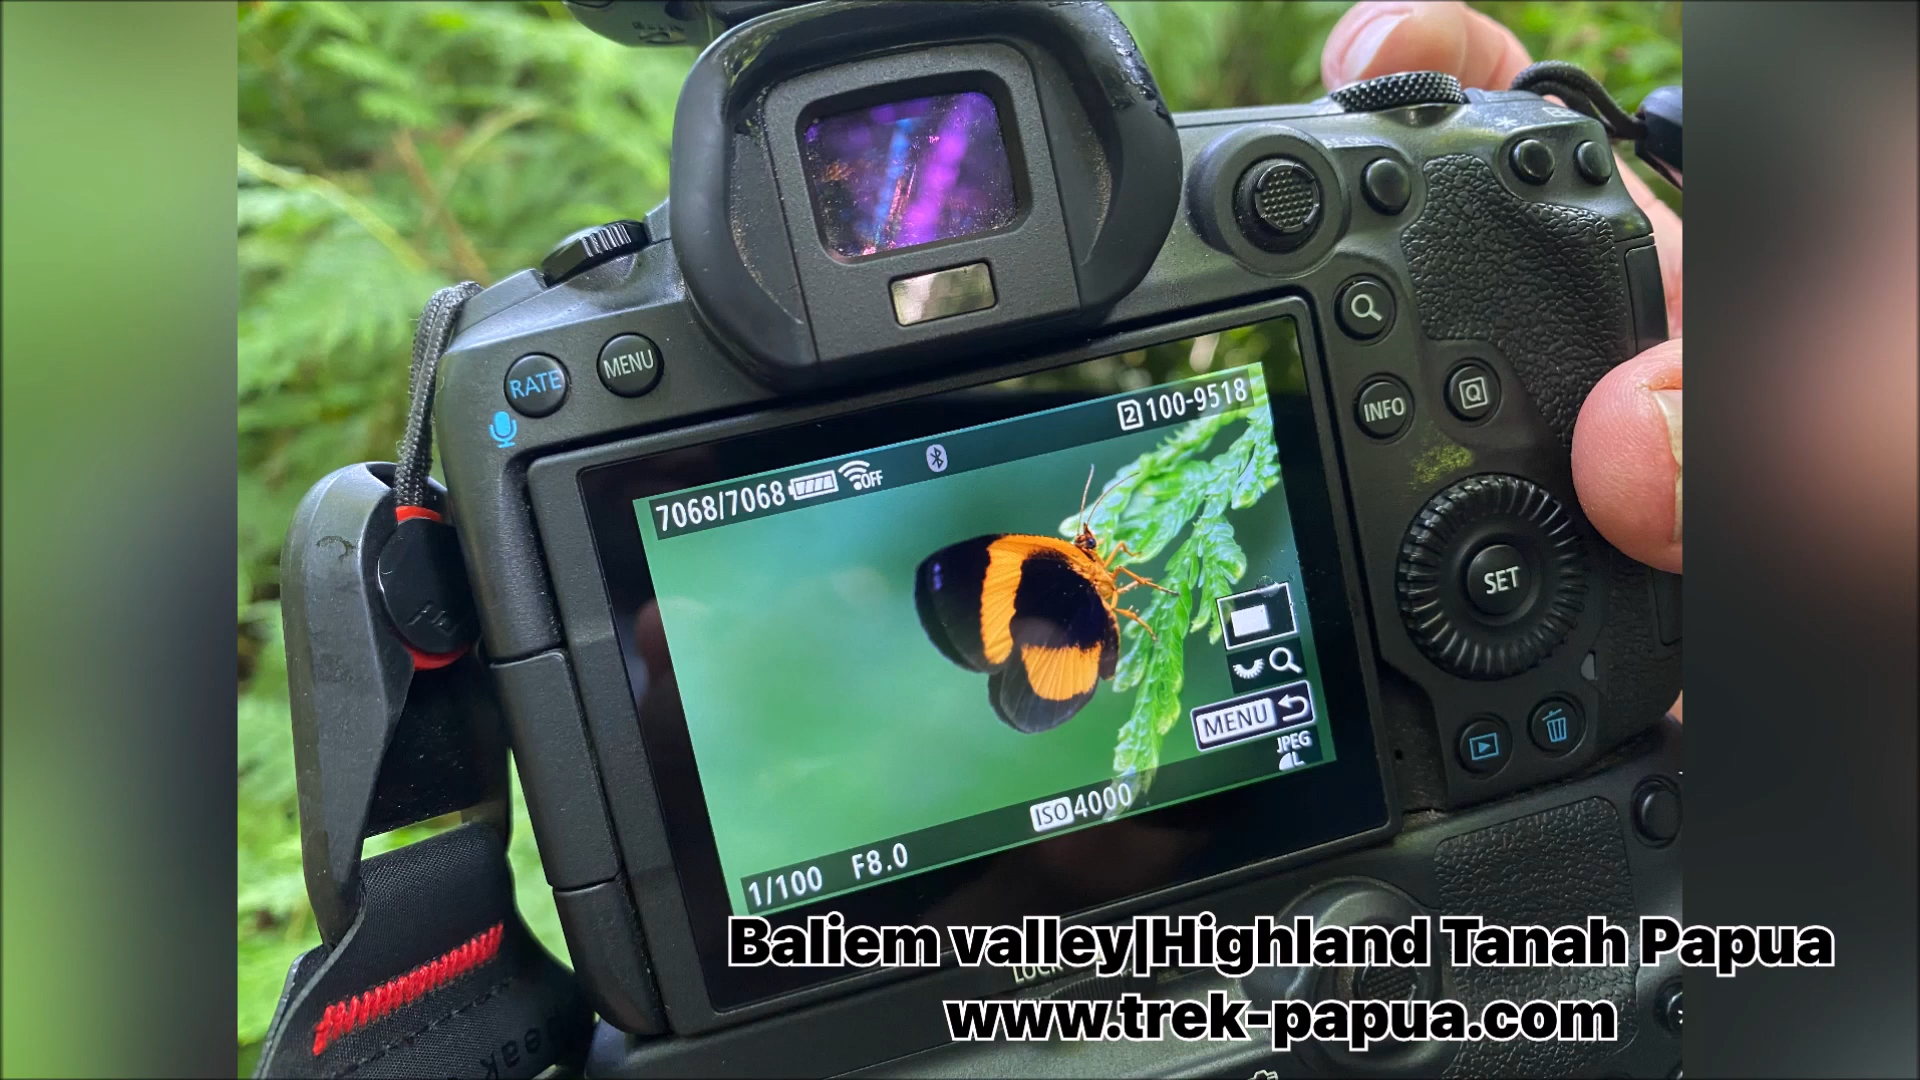 RATE
MENU
INFO
Q
SET
2 100-9518
7068/7068 OFF
MENU
JPEG
L
ISO 4000
1/100 F8.0
LOCK
Baliem valley|Highland Tanah Papua
www.trek-papua.com